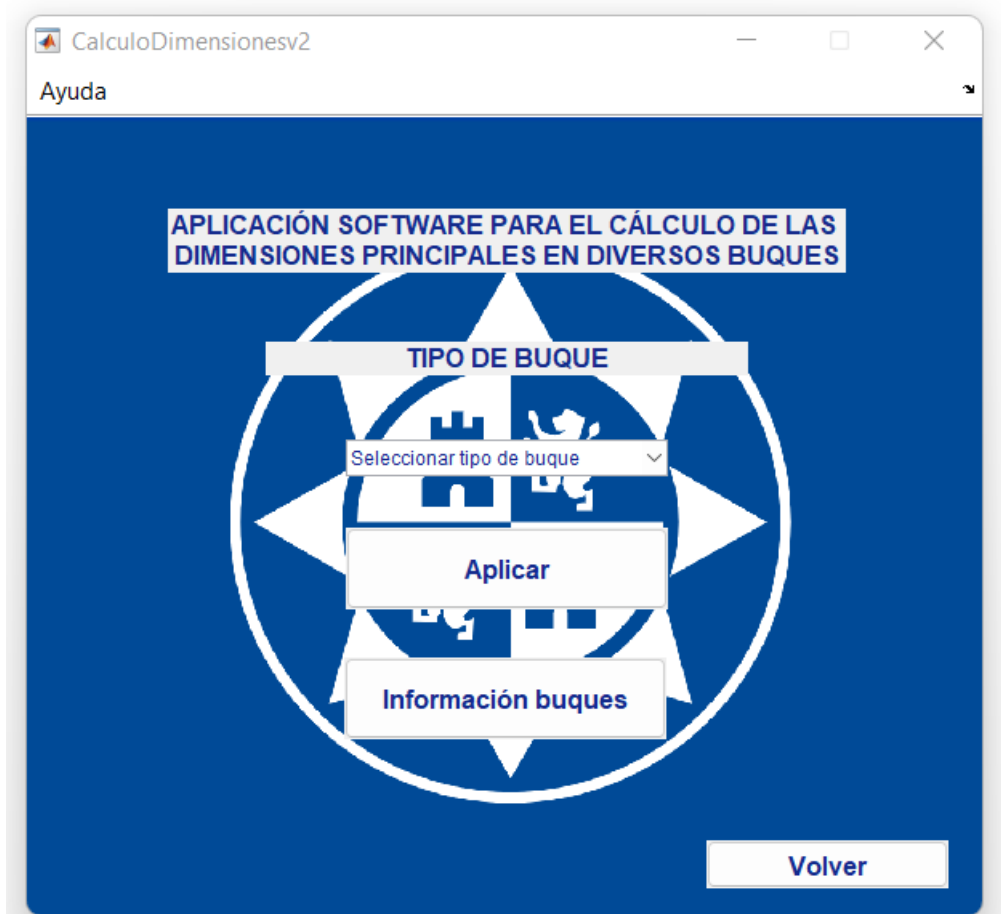 CalculoDimensionesv2
Ayuda
APLICACIÓN SOFTWARE PARA EL CÁLCULO DE LAS
DIMENSIONES PRINCIPALES EN DIVERSOS BUQUES
TIPO DE BUQUE
Seleccionar tipo de buque
Aplicar
Información buques
Volver